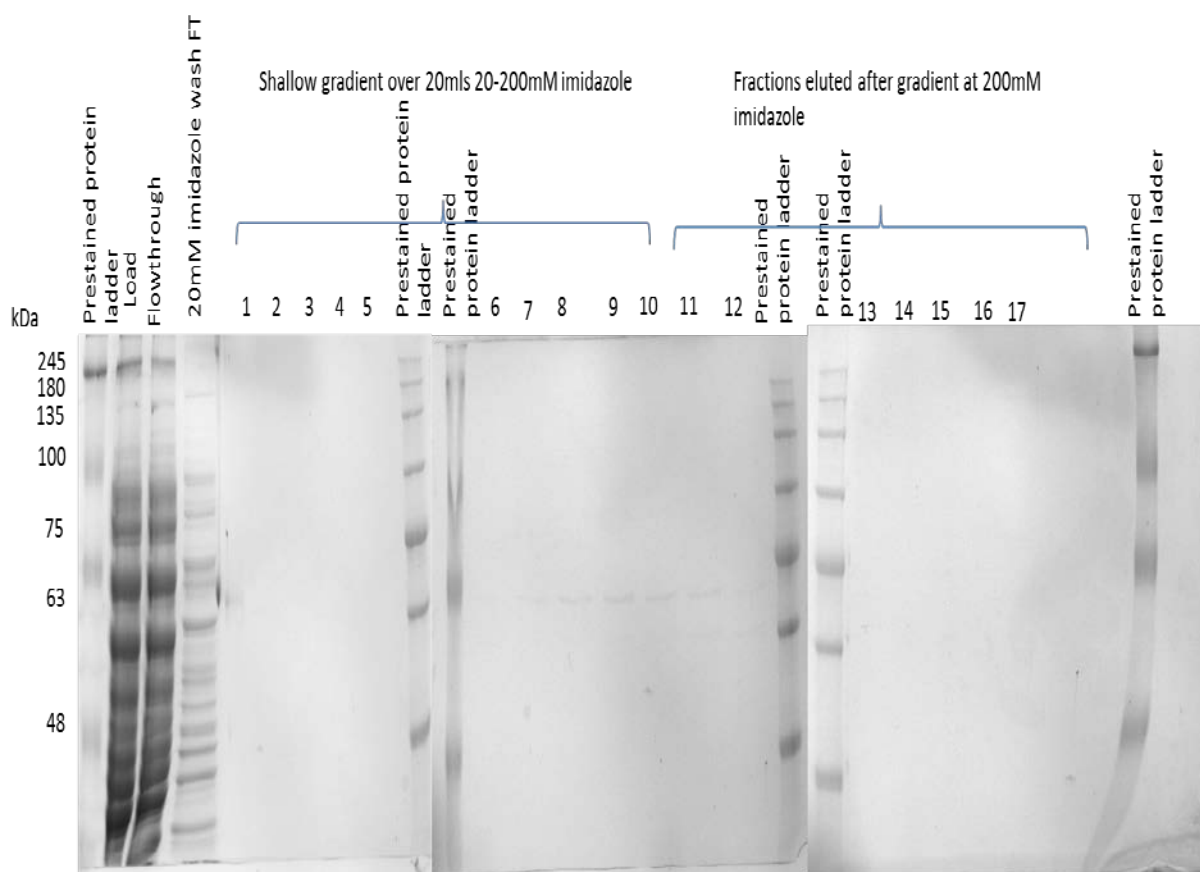 Shallow gradient over 20mls 20-200mM imidazole
Fractions eluted after gradient at 200mM
imidazole
Prestained protein
ladder
Load
Flowthrough
20mM imidazole wash FT
1 2 3 4 5
Prestained protein
ladder
Prestained
protein ladder
6 7 8 9 10 11 12
Prestained
protein ladder
Prestained
protein ladder
13 14 15 16 17
Prestained
protein ladder
kDa
245
180
135
100
75
63
48